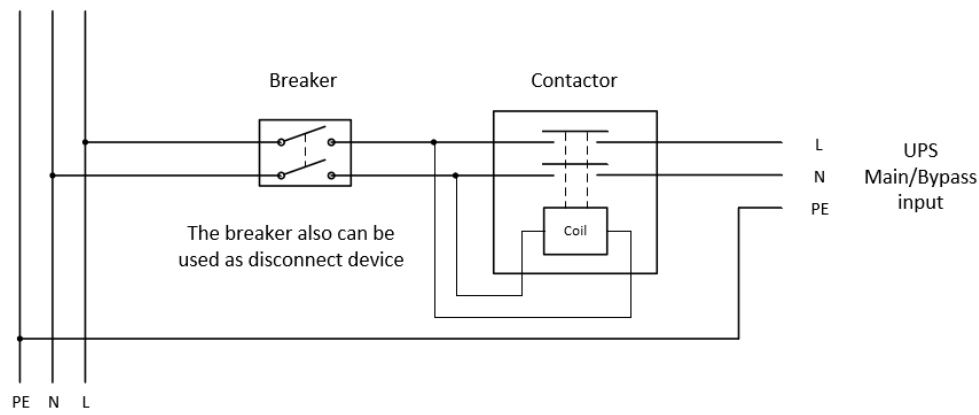 Breaker
Contactor
L
N
PE
UPS
Main/Bypass
input
Coil
The breaker also can be
used as disconnect device
PE N L